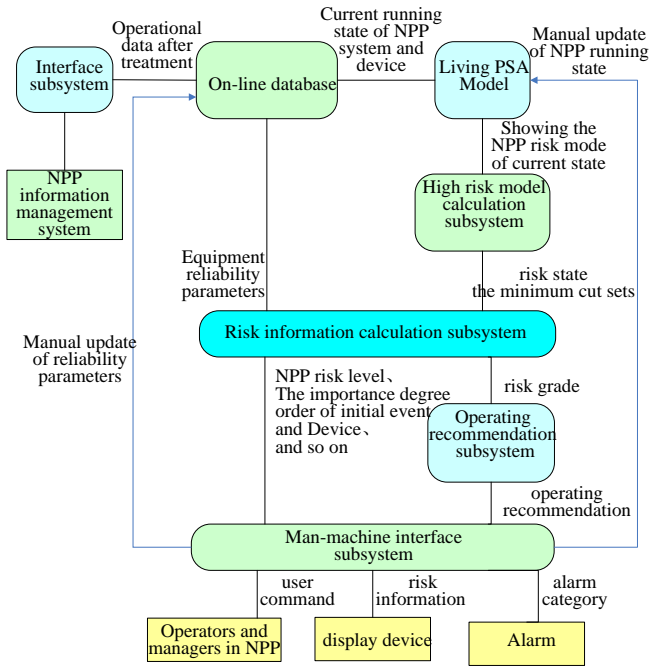 Operational
data after
treatment
Current running
state of NPP
system and
device
Manual update
of NPP running
state
Interface
subsystem
On-line database
Living PSA
Model
Showing the
NPP risk mode
of current state
NPP
information
management
system
High risk model
calculation
subsystem
Equipment
reliability
parameters
risk state
the minimum cut sets
Risk information calculation subsystem
Manual update
of reliability
parameters
NPP risk level、
The importance degree
order of initial event
and Device、
and so on
risk grade
Operating
recommendation
subsystem
operating
recommendation
Man-machine interface
subsystem
user
command
risk
information
alarm
category
Operators and
managers in NPP
display device
Alarm